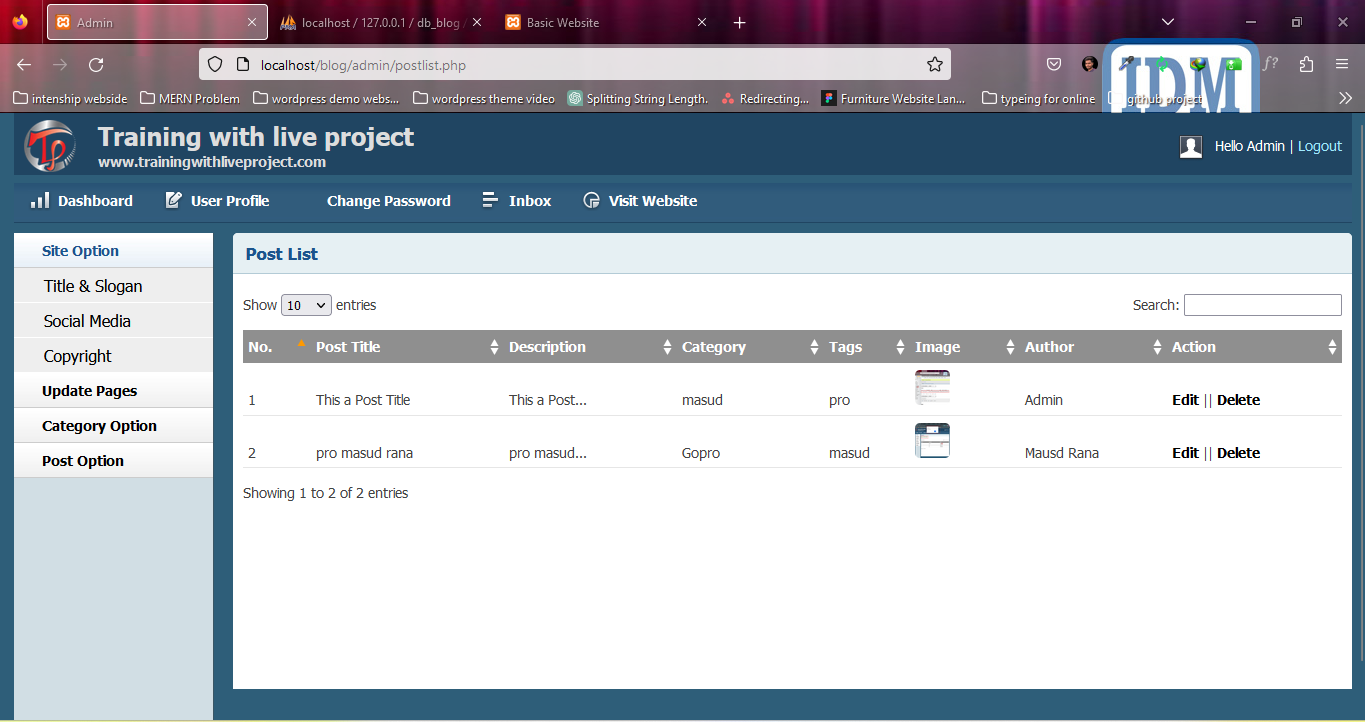 Admin
localhost / 127.0.0.1 / db_blog /
Basic Website
localhost/blog/admin/postlist.php
IDM
intenship webside
MERN Problem
wordpress demo webs...
wordpress theme video
Splitting String Length.
Redirecting...
Furniture Website Lan...
typeing for online
github project
Training with live project
www.trainingwithliveproject.com
Hello Admin | Logout
Dashboard
User Profile
Change Password
Inbox
Visit Website
Site Option
Title & Slogan
Social Media
Copyright
Update Pages
Category Option
Post Option
Post List
Show 10 entries
Search:
No. Post Title Description Category Tags Image Author Action
1 This a Post Title This a Post... masud pro Admin Edit || Delete
2 pro masud rana pro masud... Gopro masud Mausd Rana Edit || Delete
Showing 1 to 2 of 2 entries